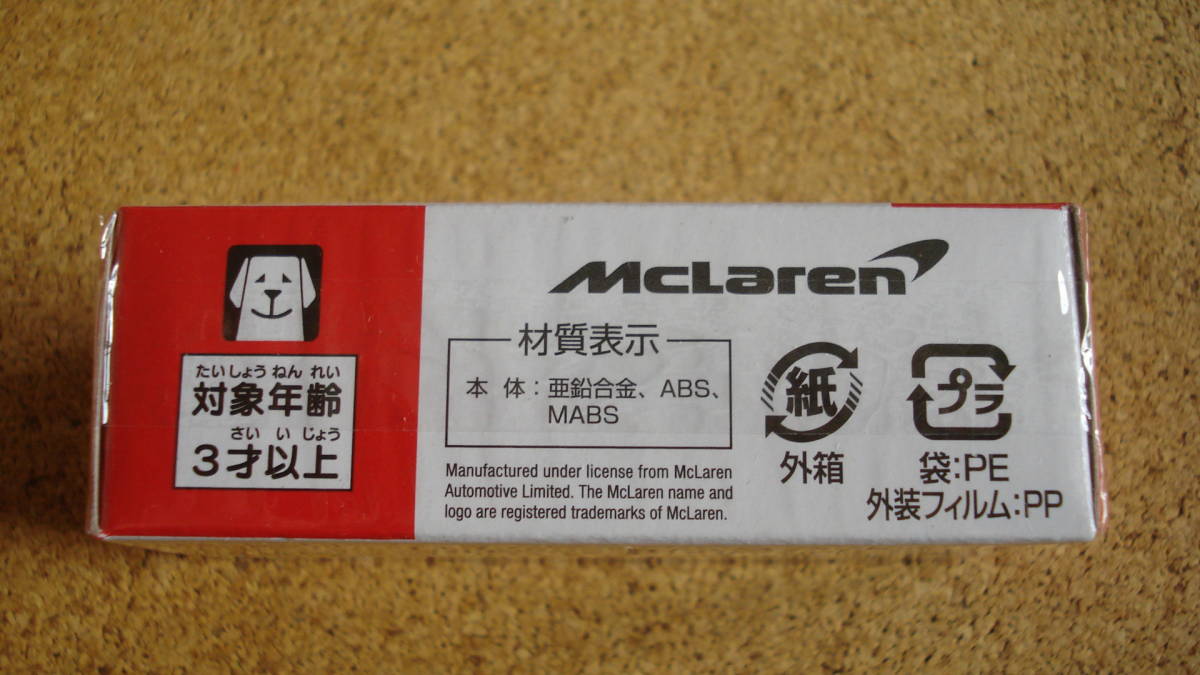 たいしょう ねん れい
対象年齢
さい い じょう
3才以上
McLaren
材質表示
本 体：亜鉛合金、ABS、
MABS
Manufactured under license from McLaren
Automotive Limited. The McLaren name and
logo are registered trademarks of McLaren.
紙
外箱
プラ
袋:PE
外装フィルム:PP